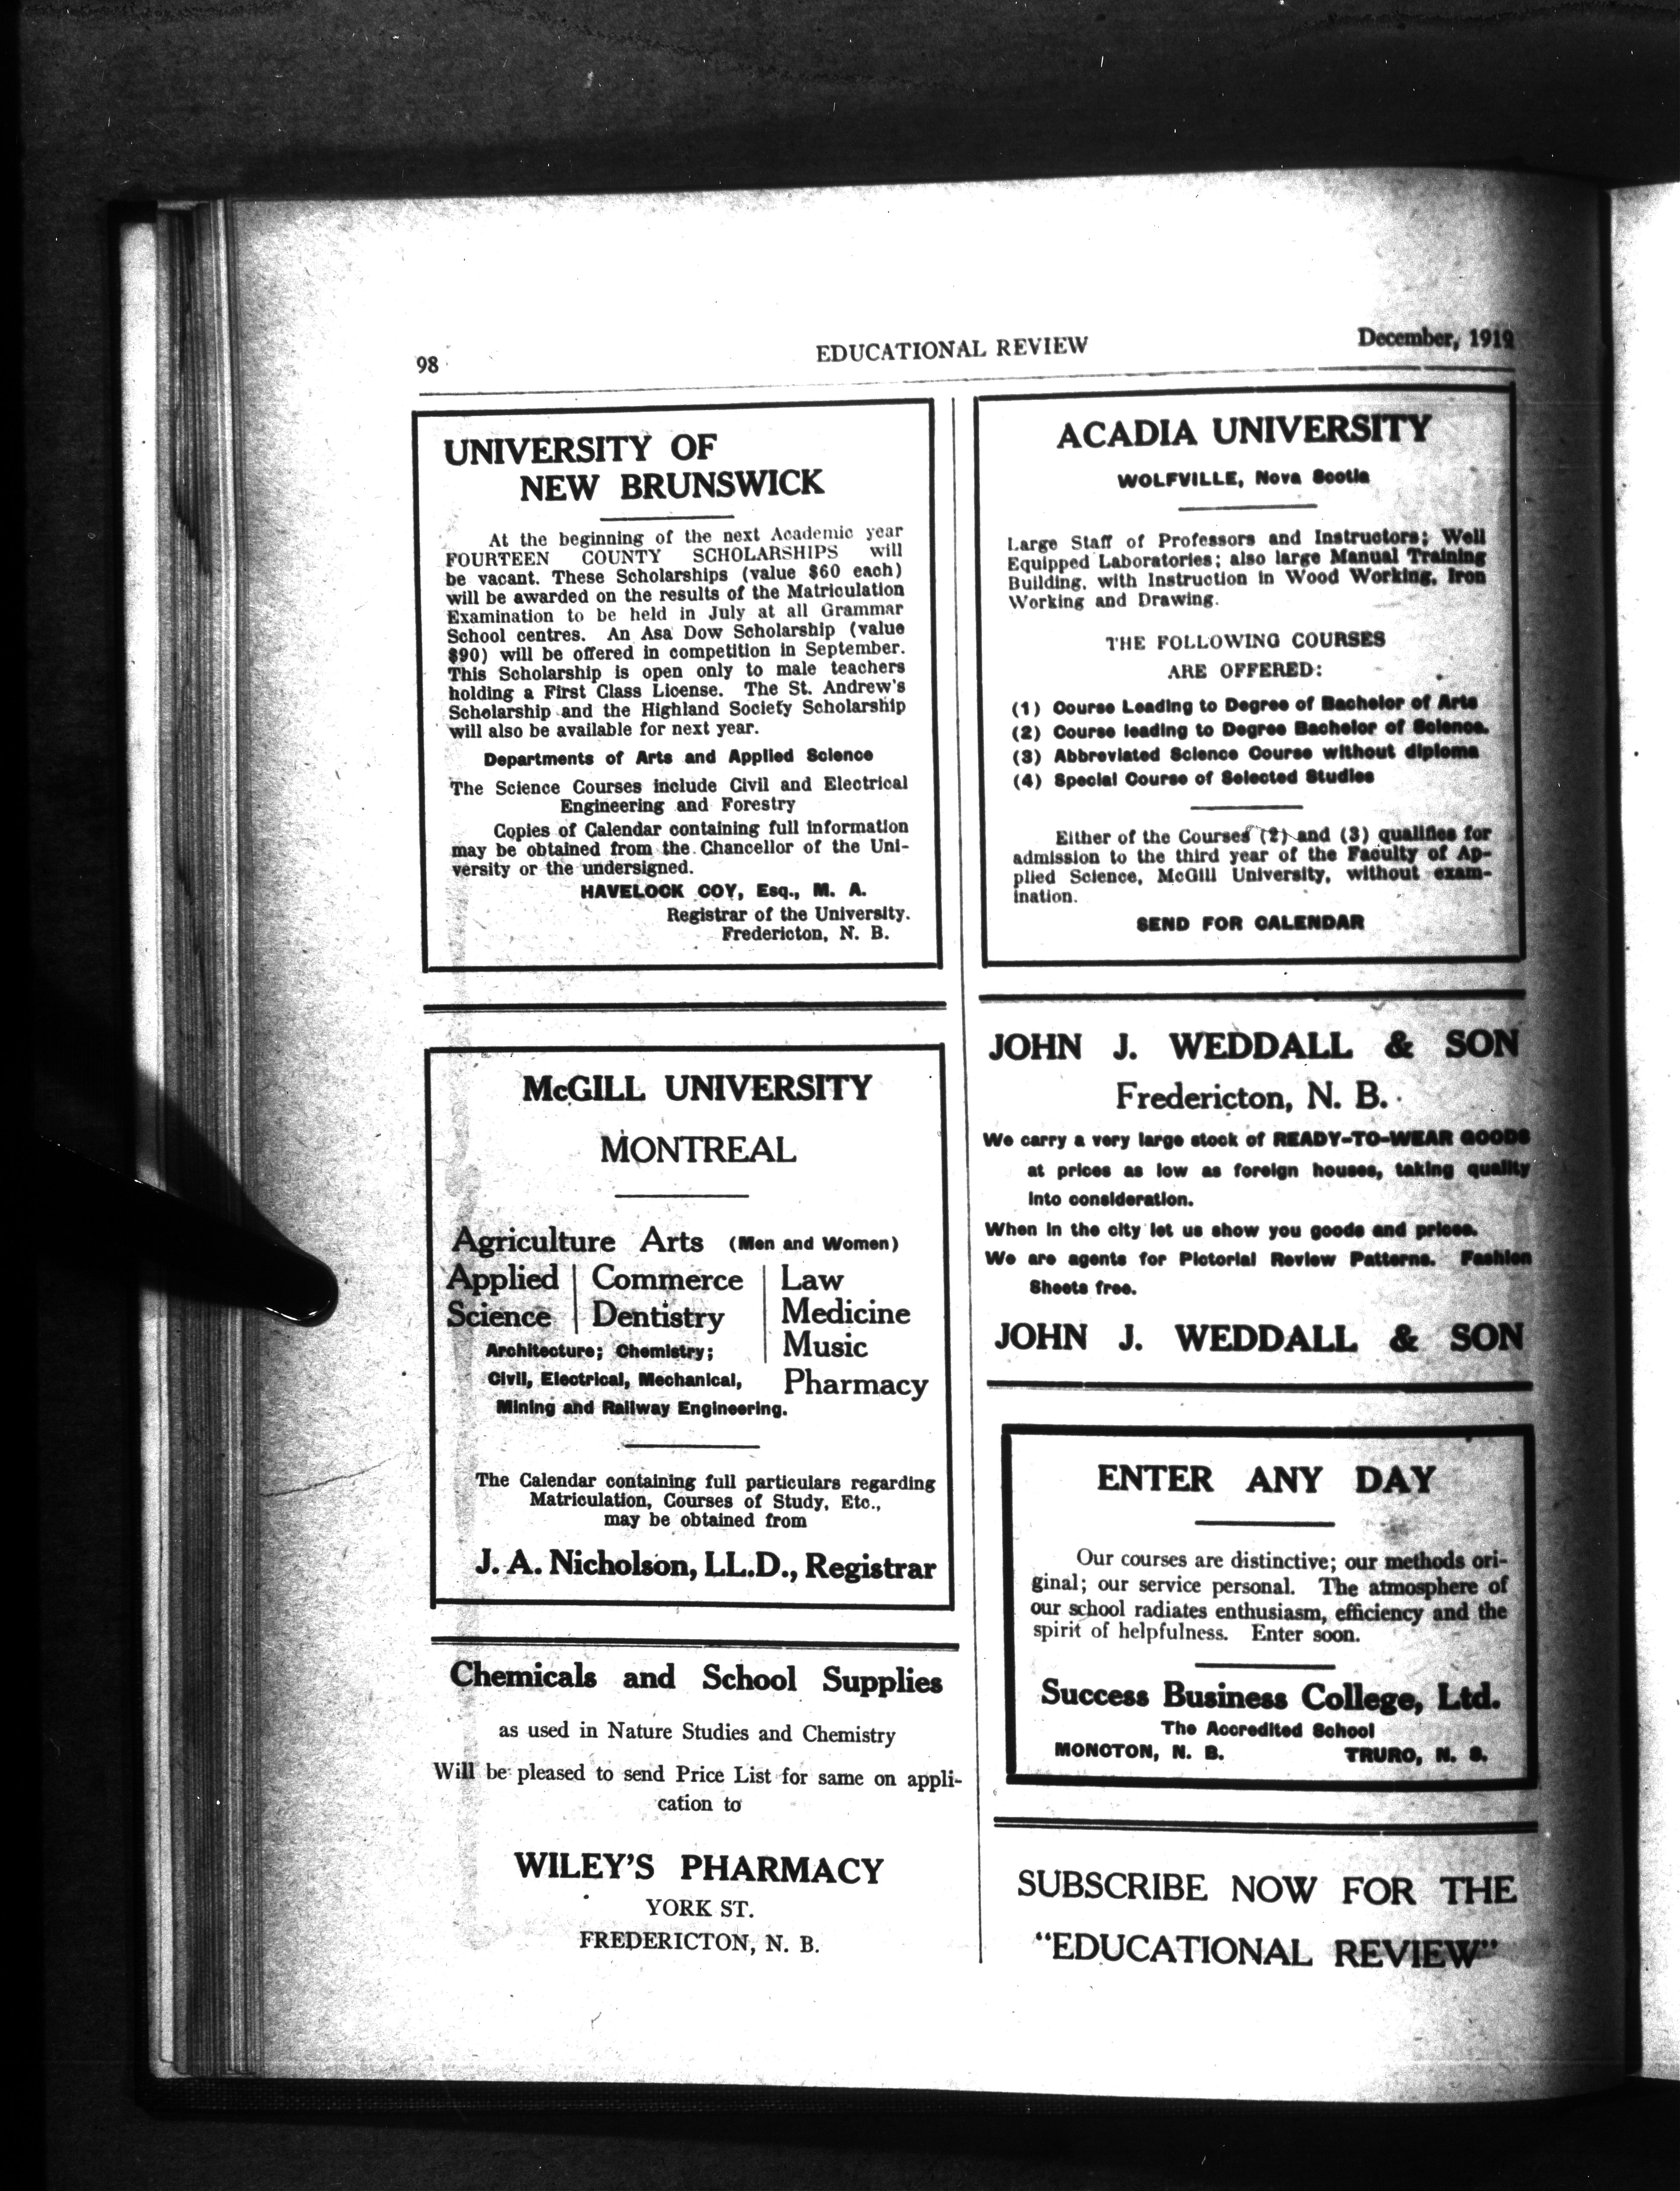 98
EDUCATIONAL REVIEW
December, 1919
UNIVERSITY OF
NEW BRUNSWICK
At the beginning of the next Academic year
FOURTEEN COUNTY SCHOLARSHIPS will
be vacant. These Scholarships (value $60 each)
will be awarded on the results of the Matriculation
Examination to be held in July at all Grammar
School centres. An Asa Dow Scholarship (value
$90) will be offered in competition in September.
This Scholarship is open only to male teachers
holding a First Class License. The St. Andrew's
Scholarship and the Highland Society Scholarship
will also be available for next year.
Departments of Arts and Applied Science
The Science Courses include Civil and Electrical
Engineering and Forestry
Copies of Calendar containing full information
may be obtained from the Chancellor of the Uni-
versity or the undersigned.
HAVELOCK COY, Esq., M. A.
Registrar of the University.
Fredericton, N. B.
McGILL UNIVERSITY
MONTREAL
Agriculture Arts (Men and Women)
Applied Commerce Law
Science Dentistry Medicine
Architecture; Chemistry; Music
Civil, Electrical, Mechanical, Pharmacy
Mining and Railway Engineering.
The Calendar containing full particulars regarding
Matriculation, Courses of Study, Etc.,
may be obtained from
J. A. Nicholson, LL.D., Registrar
Chemicals and School Supplies
as used in Nature Studies and Chemistry
Will be pleased to send Price List for same on appli-
cation to
WILEY'S PHARMACY
YORK ST.
FREDERICTON, N. B.
ACADIA UNIVERSITY
WOLFVILLE, Nova Scotia
Large Staff of Professors and Instructors; Well
Equipped Laboratories; also large Manual Training
Building, with Instruction in Wood Working, Iron
Working and Drawing.
THE FOLLOWING COURSES
ARE OFFERED:
(1) Course Leading to Degree of Bachelor of Arts
(2) Course leading to Degree Bachelor of Science.
(3) Abbreviated Science Course without diploma
(4) Special Course of Selected Studies
Either of the Courses (2) and (3) qualifies for
admission to the third year of the Faculty of Ap-
plied Science, McGill University, without exam-
ination.
SEND FOR CALENDAR
JOHN J. WEDDALL & SON
Fredericton, N. B.
We carry a very large stock of READY-TO-WEAR GOODS
at prices as low as foreign houses, taking quality
into consideration.
When in the city let us show you goods and prices.
We are agents for Pictorial Review Patterns. Fashion
Sheets free.
JOHN J. WEDDALL & SON
ENTER ANY DAY
Our courses are distinctive; our methods ori-
ginal; our service personal. The atmosphere of
our school radiates enthusiasm, efficiency and the
spirit of helpfulness. Enter soon.
Success Business College, Ltd.
The Accredited School
MONCTON, N. B. TRURO, N. S.
SUBSCRIBE NOW FOR THE
"EDUCATIONAL REVIEW"